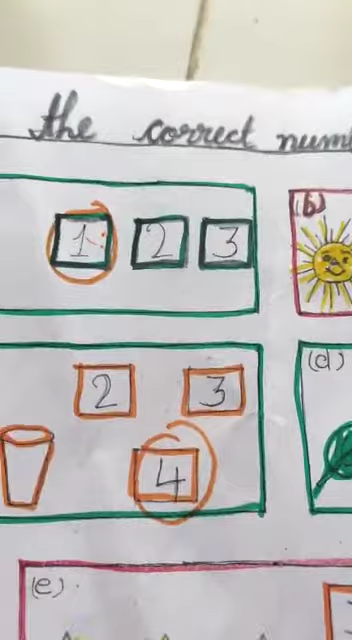 the correct num
1 2 3
(b)
2 3
4
(d)
(e).